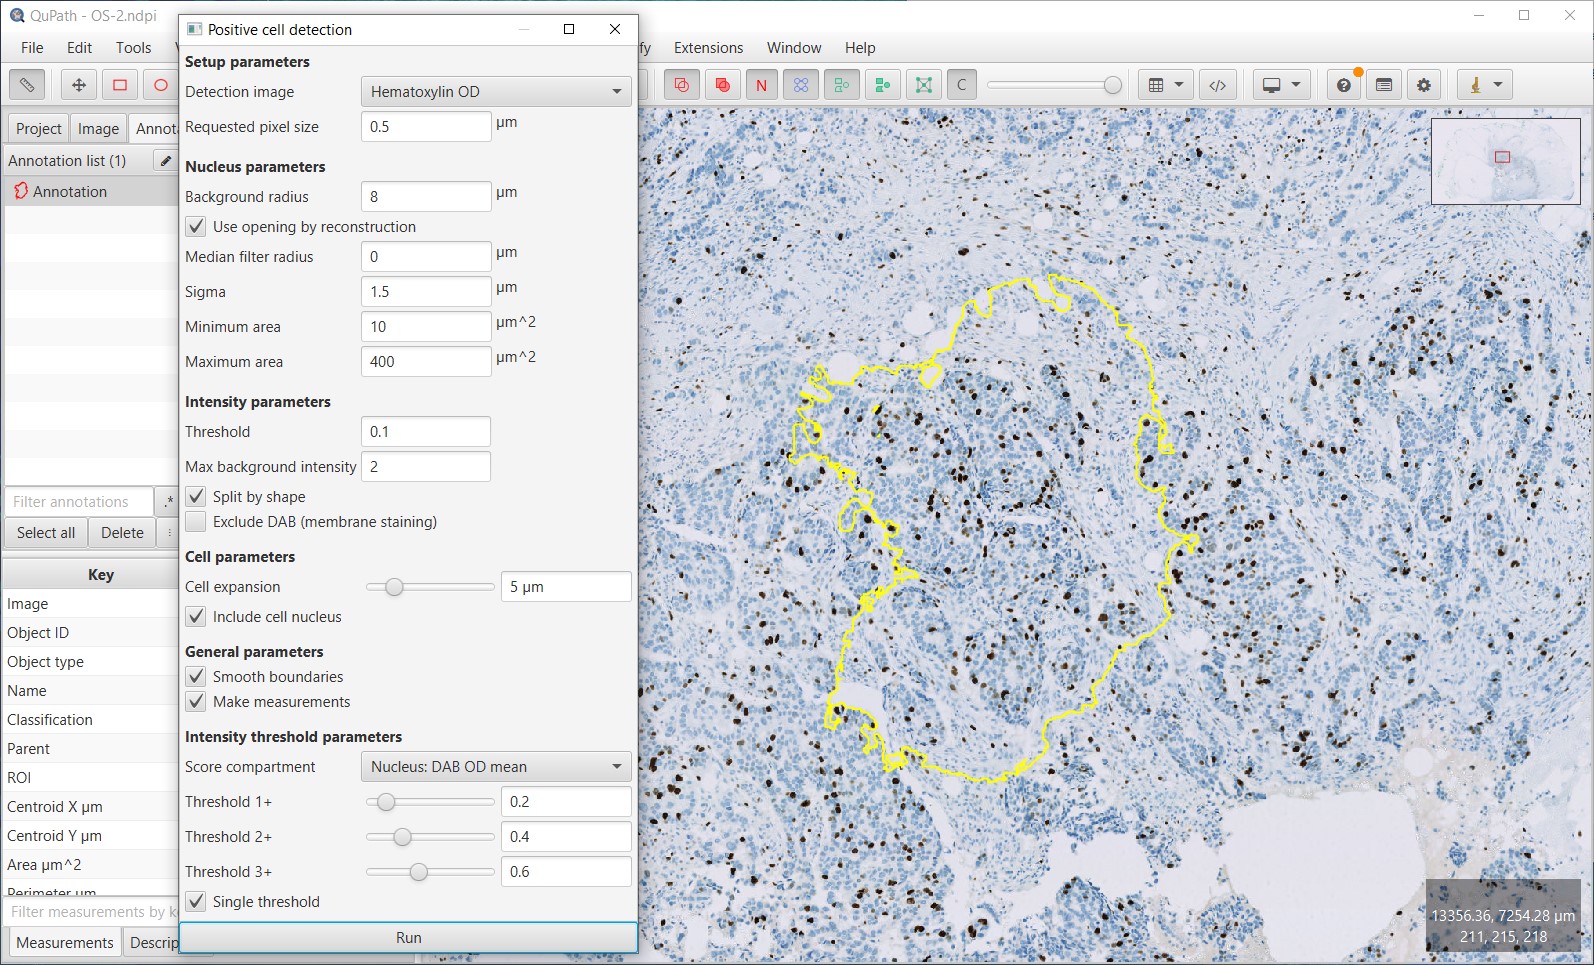 QuPath - OS-2.ndpi
File Edit Tools
fy Extensions Window Help
N C
Project Image Annota
Annotation list (1)
Annotation
Filter annotations .*
Select all Delete
Key
Image
Object ID
Object type
Name
Classification
Parent
ROI
Centroid X µm
Centroid Y µm
Area µm^2
Perimeter µm
Filter measurements by k
Measurements Descrip
Positive cell detection
Setup parameters
Detection image Hematoxylin OD
Requested pixel size 0.5 µm
Nucleus parameters
Background radius 8 µm
Use opening by reconstruction
Median filter radius 0 µm
Sigma 1.5 µm
Minimum area 10 µm^2
Maximum area 400 µm^2
Intensity parameters
Threshold 0.1
Max background intensity 2
Split by shape
Exclude DAB (membrane staining)
Cell parameters
Cell expansion 5 µm
Include cell nucleus
General parameters
Smooth boundaries
Make measurements
Intensity threshold parameters
Score compartment Nucleus: DAB OD mean
Threshold 1+ 0.2
Threshold 2+ 0.4
Threshold 3+ 0.6
Single threshold
Run
13356.36, 7254.28 µm
211, 215, 218